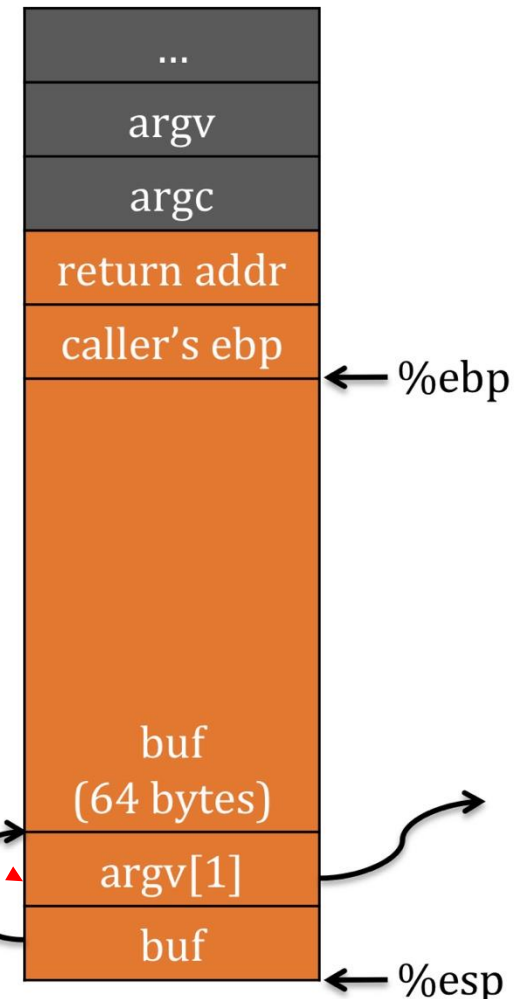 ...
argv
argc
return addr
caller’s ebp
%ebp
buf
(64 bytes)
argv[1]
buf
%esp